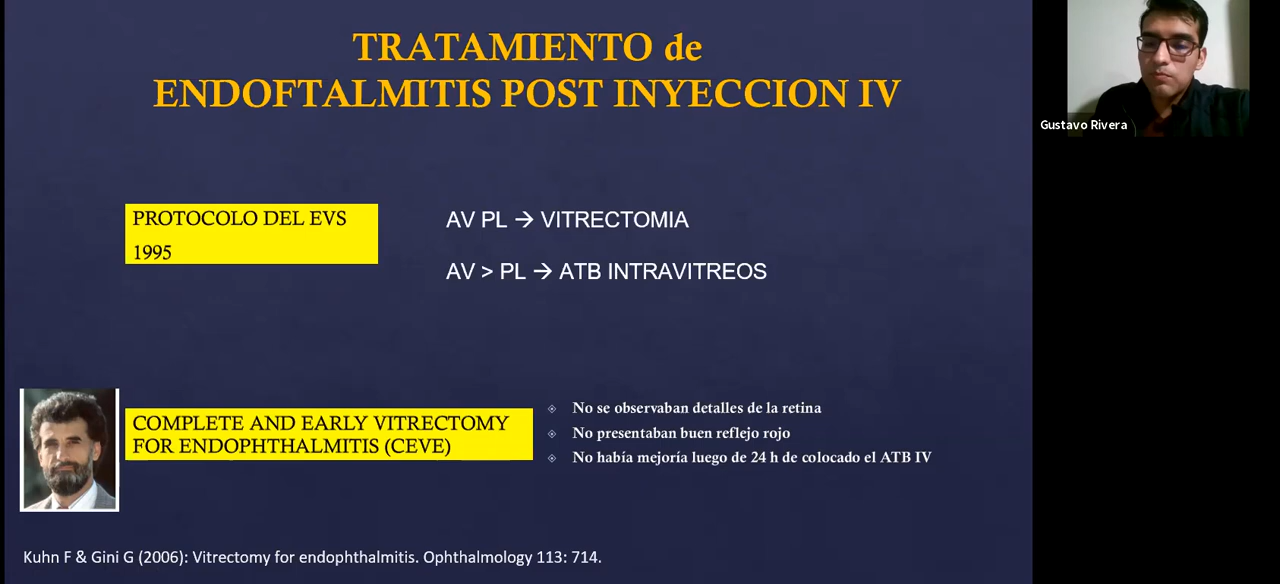 TRATAMIENTO de
ENDOFTALMITIS POST INYECCION IV
Gustavo Rivera
PROTOCOLO DEL EVS
1995
AV PL → VITRECTOMIA
AV > PL → ATB INTRAVITREOS
COMPLETE AND EARLY VITRECTOMY
FOR ENDOPHTHALMITIS (CEVE)
No se observaban detalles de la retina
No presentaban buen reflejo rojo
No había mejoría luego de 24 h de colocado el ATB IV
Kuhn F & Gini G (2006): Vitrectomy for endophthalmitis. Ophthalmology 113: 714.